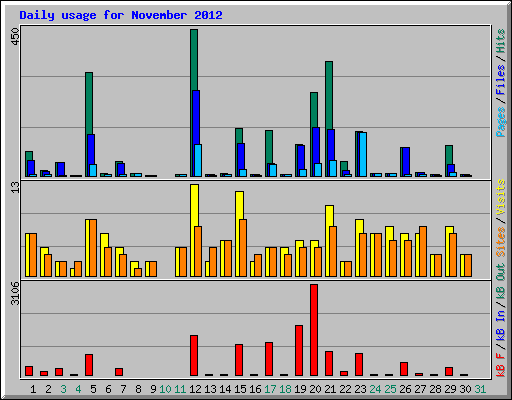 Daily usage for November 2012
450
Pages / Files / Hits
13
Sites / Visits
3106
kB F / kB In / kB Out
1 2 3 4 5 6 7 8 9 10 11 12 13 14 15 16 17 18 19 20 21 22 23 24 25 26 27 28 29 30 31